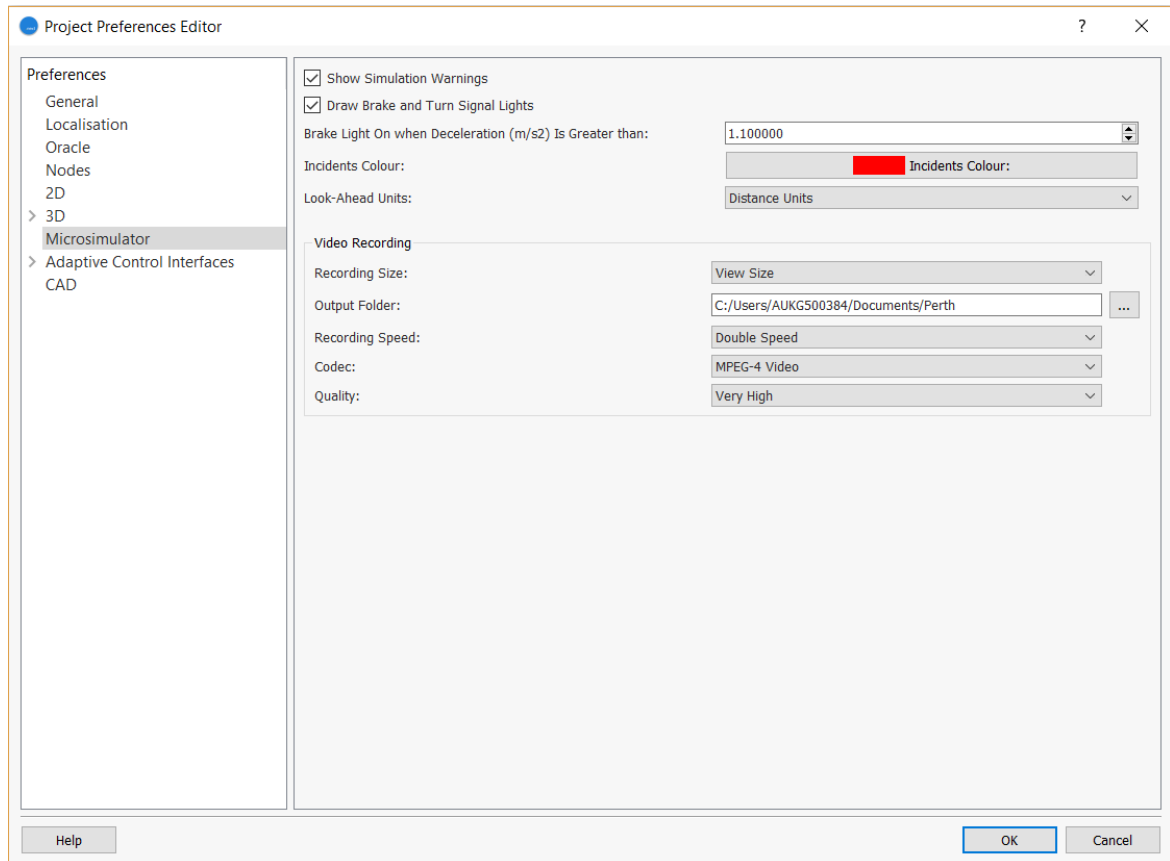 Project Preferences Editor
?
Preferences
General
Localisation
Oracle
Nodes
2D
3D
Microsimulator
Adaptive Control Interfaces
CAD
Show Simulation Warnings
Draw Brake and Turn Signal Lights
Brake Light On when Deceleration (m/s2) Is Greater than: 1.100000
Incidents Colour: Incidents Colour:
Look-Ahead Units: Distance Units
Video Recording
Recording Size: View Size
Output Folder: C:/Users/AUKG500384/Documents/Perth ...
Recording Speed: Double Speed
Codec: MPEG-4 Video
Quality: Very High
Help OK Cancel